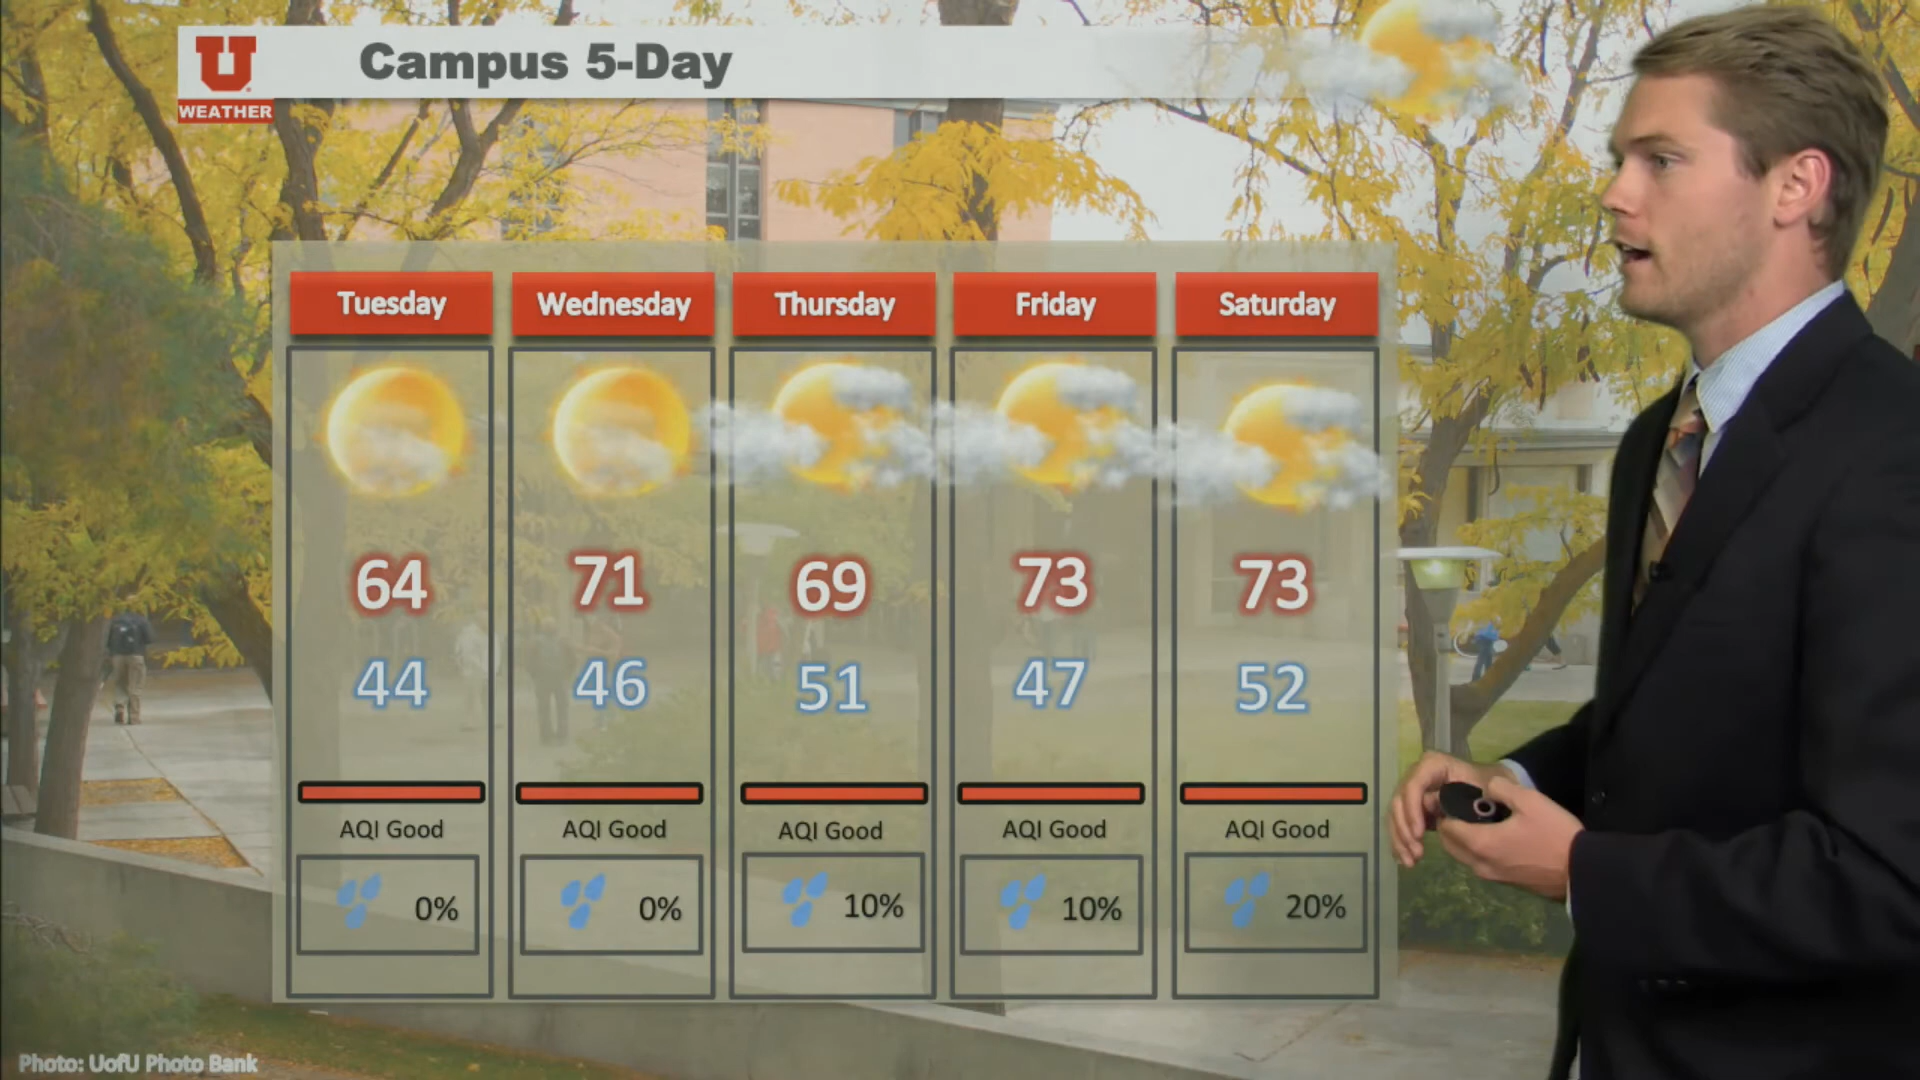 U
WEATHER
Campus 5-Day
Tuesday Wednesday Thursday Friday Saturday
64 71 69 73 73
44 46 51 47 52
AQI Good AQI Good AQI Good AQI Good AQI Good
0% 0% 10% 10% 20%
Photo: UofU Photo Bank